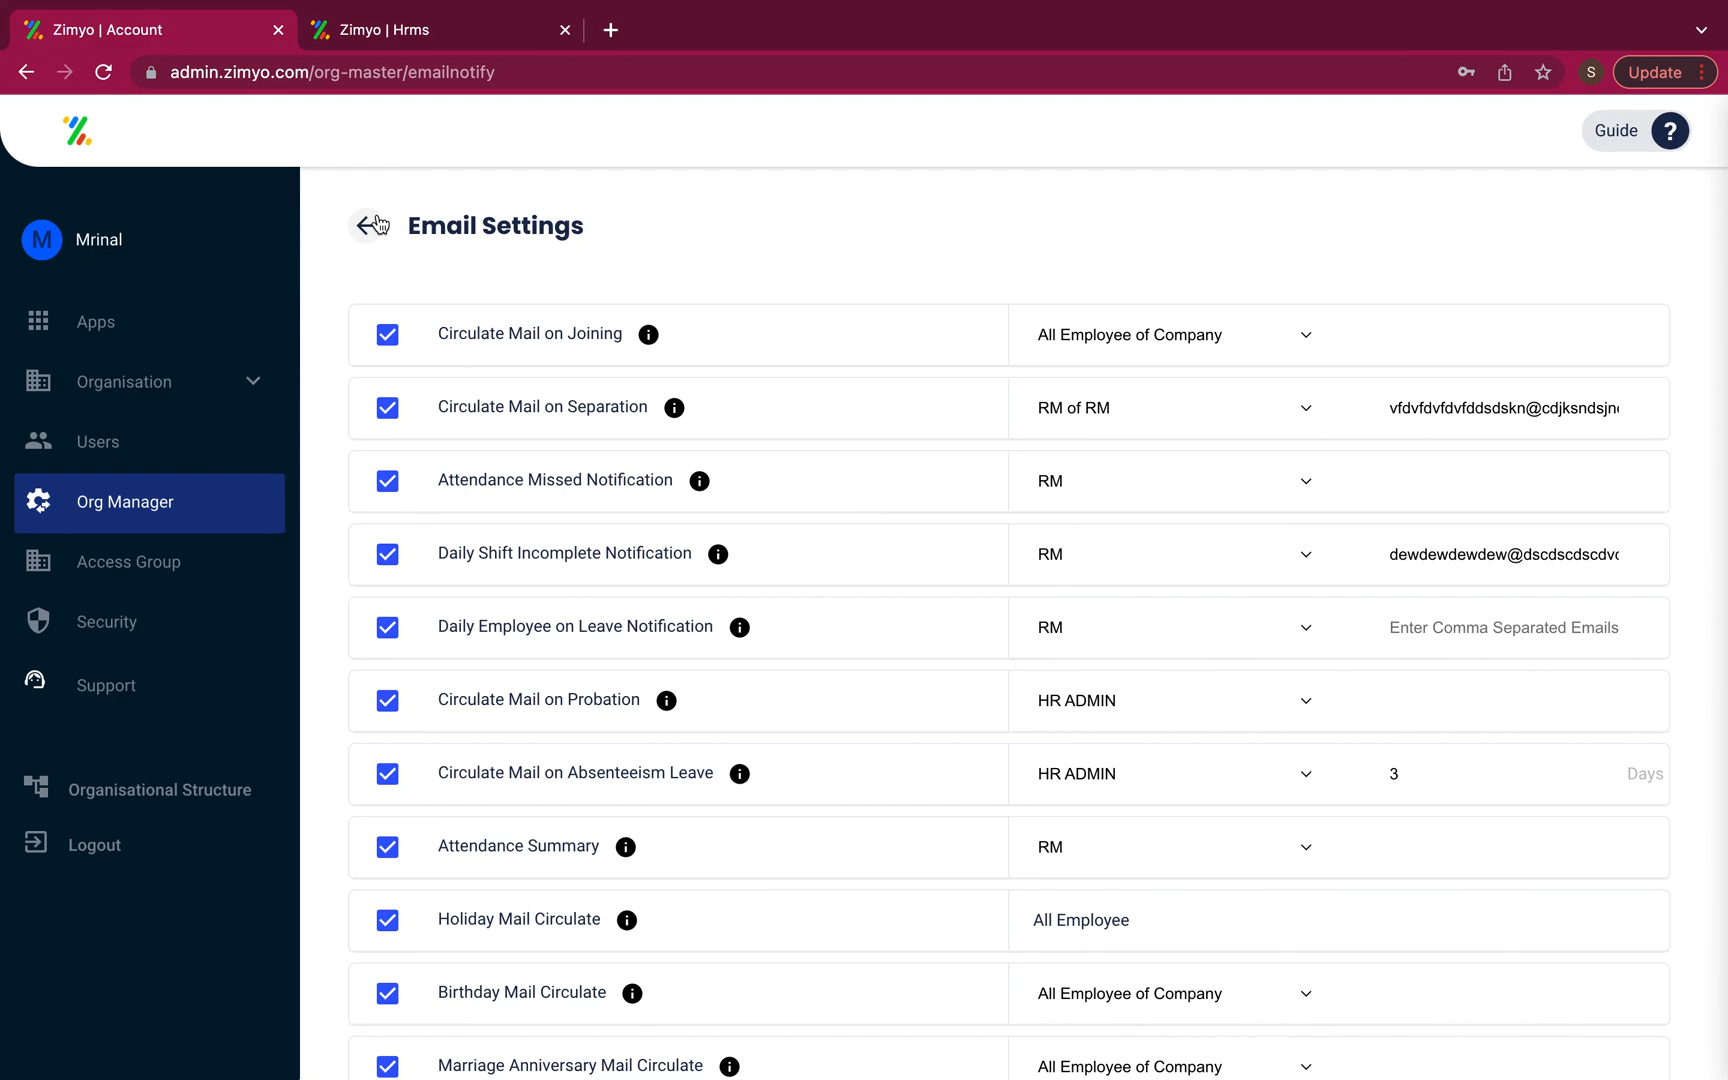 Zimyo | Account
Zimyo | Hrms
admin.zimyo.com/org-master/emailnotify
S
Update
Guide ?
M Mrinal
Apps
Organisation
Users
Org Manager
Access Group
Security
Support
Organisational Structure
Logout
Email Settings
Circulate Mail on Joining i All Employee of Company
Circulate Mail on Separation i RM of RM vfdvfdvfdvfddsdskn@cdjksndsjn
Attendance Missed Notification i RM
Daily Shift Incomplete Notification i RM dewdewdewdew@dscdscdscdv
Daily Employee on Leave Notification i RM Enter Comma Separated Emails
Circulate Mail on Probation i HR ADMIN
Circulate Mail on Absenteeism Leave i HR ADMIN 3 Days
Attendance Summary i RM
Holiday Mail Circulate i All Employee
Birthday Mail Circulate i All Employee of Company
Marriage Anniversary Mail Circulate i All Employee of Company